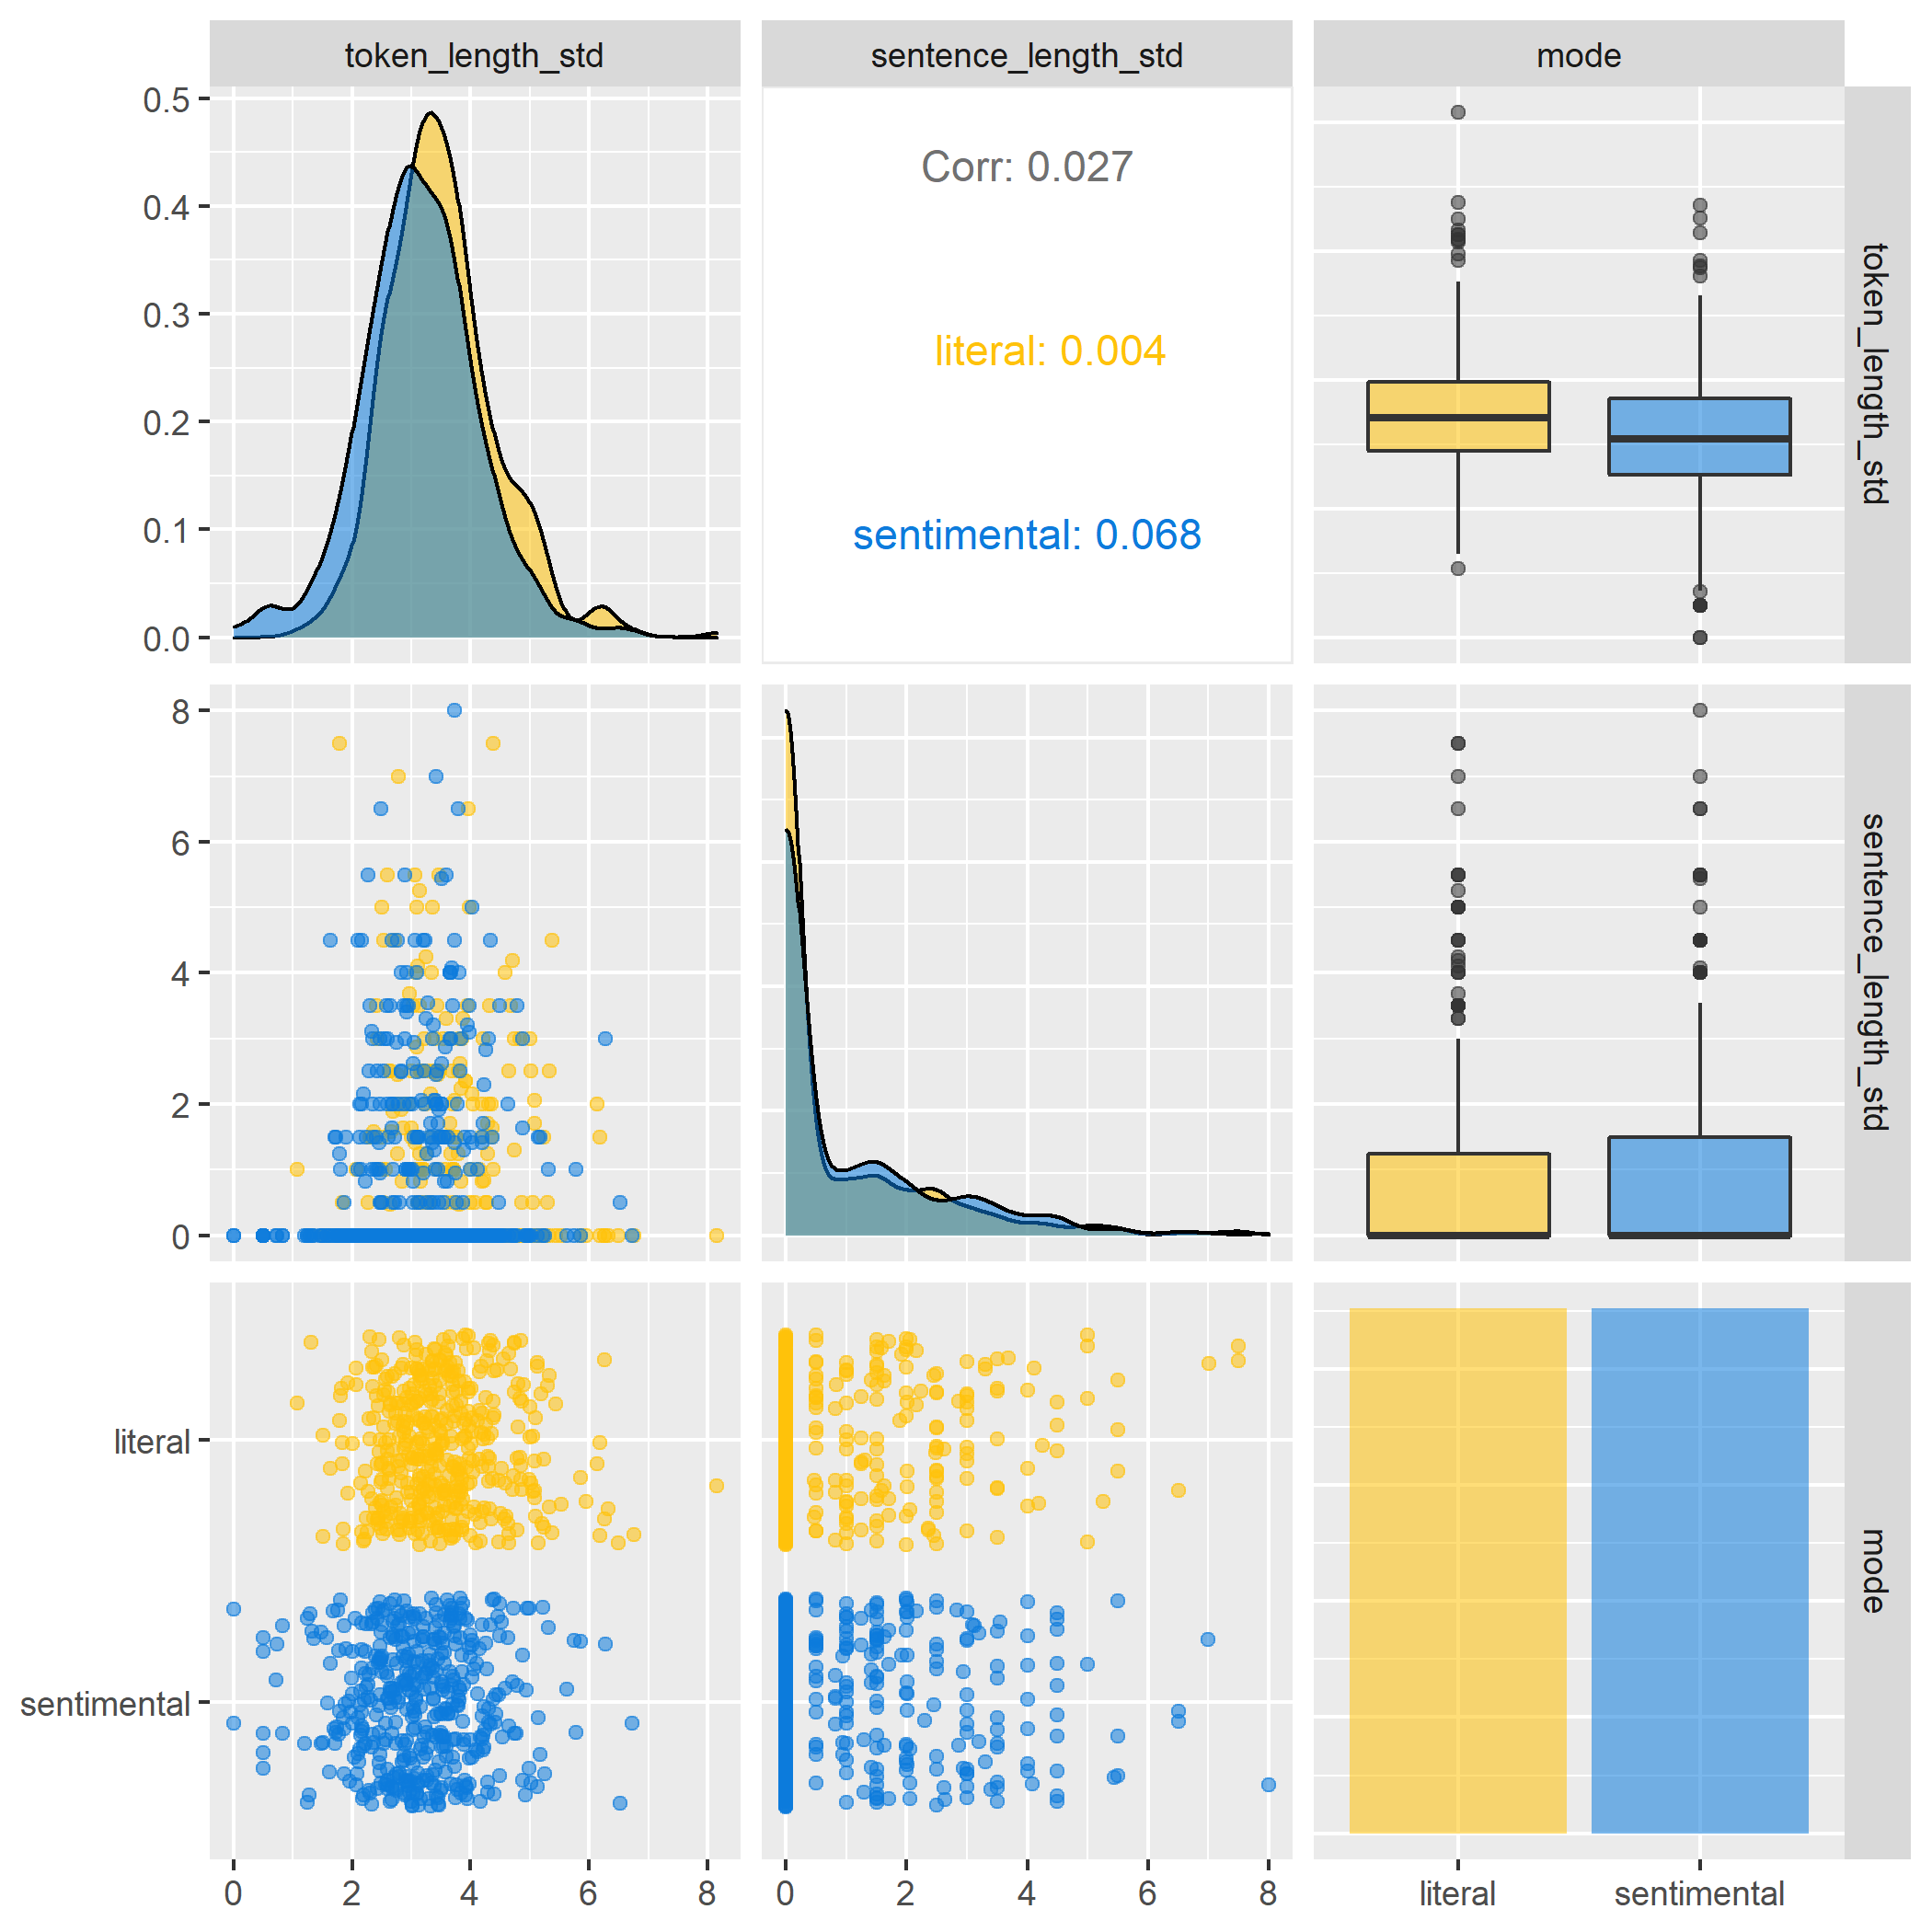 token_length_std
sentence_length_std
mode
0.5
0.4
0.3
0.2
0.1
0.0
Corr: 0.027
literal: 0.004
sentimental: 0.068
token_length_std
8
6
4
2
0
sentence_length_std
literal
sentimental
mode
0 2 4 6 8
0 2 4 6 8
literal sentimental